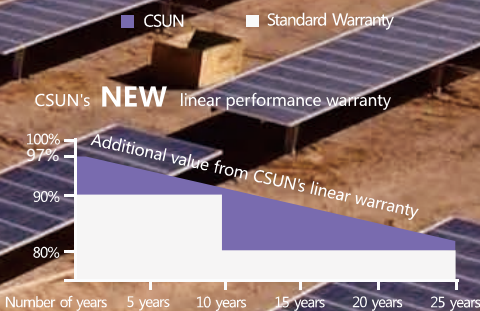 CSUN Standard Warranty
CSUN's NEW linear performance warranty
100%
97%
Additional value from CSUN's linear warranty
90%
80%
Number of years 5 years 10 years 15 years 20 years 25 years